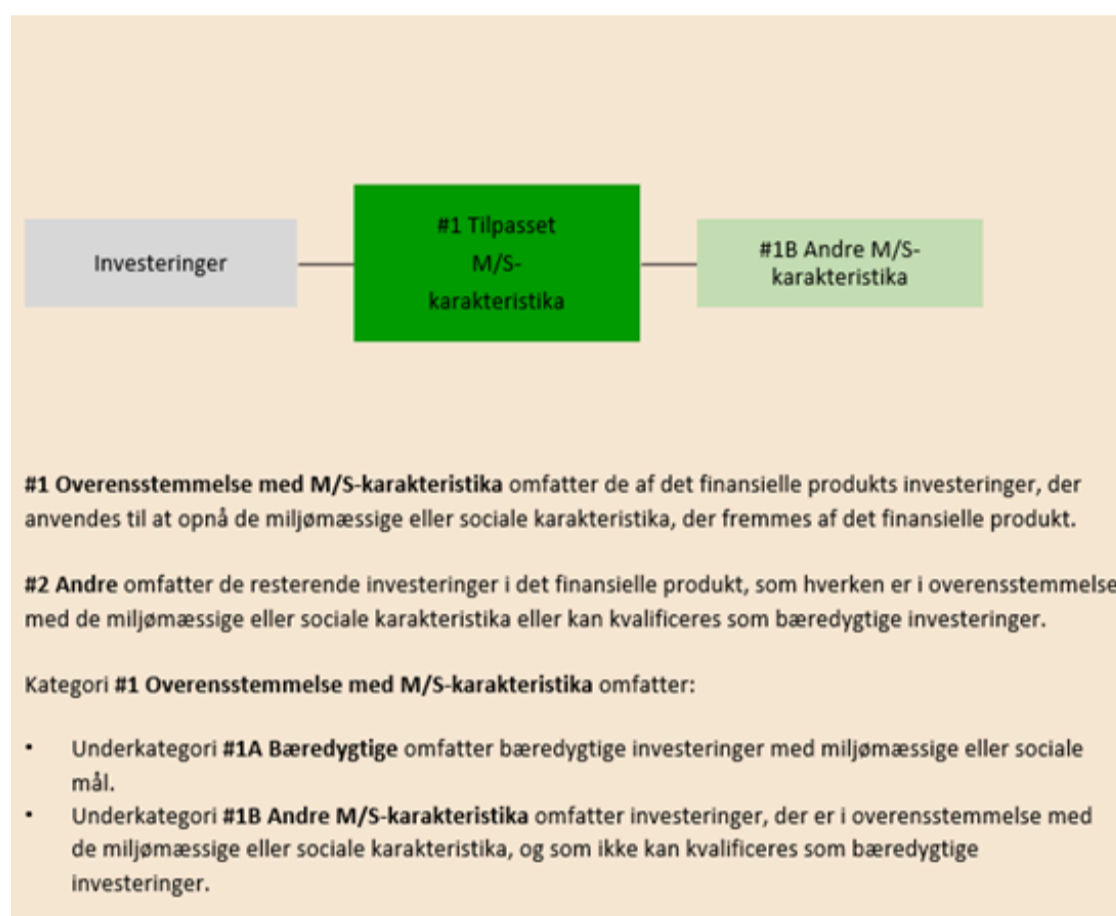 Investeringer
#1 Tilpasset
M/S-
karakteristika
#1B Andre M/S-
karakteristika
#1 Overensstemmelse med M/S-karakteristika omfatter de af det finansielle produkts investeringer, der
anvendes til at opnå de miljømæssige eller sociale karakteristika, der fremmes af det finansielle produkt.
#2 Andre omfatter de resterende investeringer i det finansielle produkt, som hverken er i overensstemmelse
med de miljømæssige eller sociale karakteristika eller kan kvalificeres som bæredygtige investeringer.
Kategori #1 Overensstemmelse med M/S-karakteristika omfatter:
• Underkategori #1A Bæredygtige omfatter bæredygtige investeringer med miljømæssige eller sociale
mål.
• Underkategori #1B Andre M/S-karakteristika omfatter investeringer, der er i overensstemmelse med
de miljømæssige eller sociale karakteristika, og som ikke kan kvalificeres som bæredygtige
investeringer.